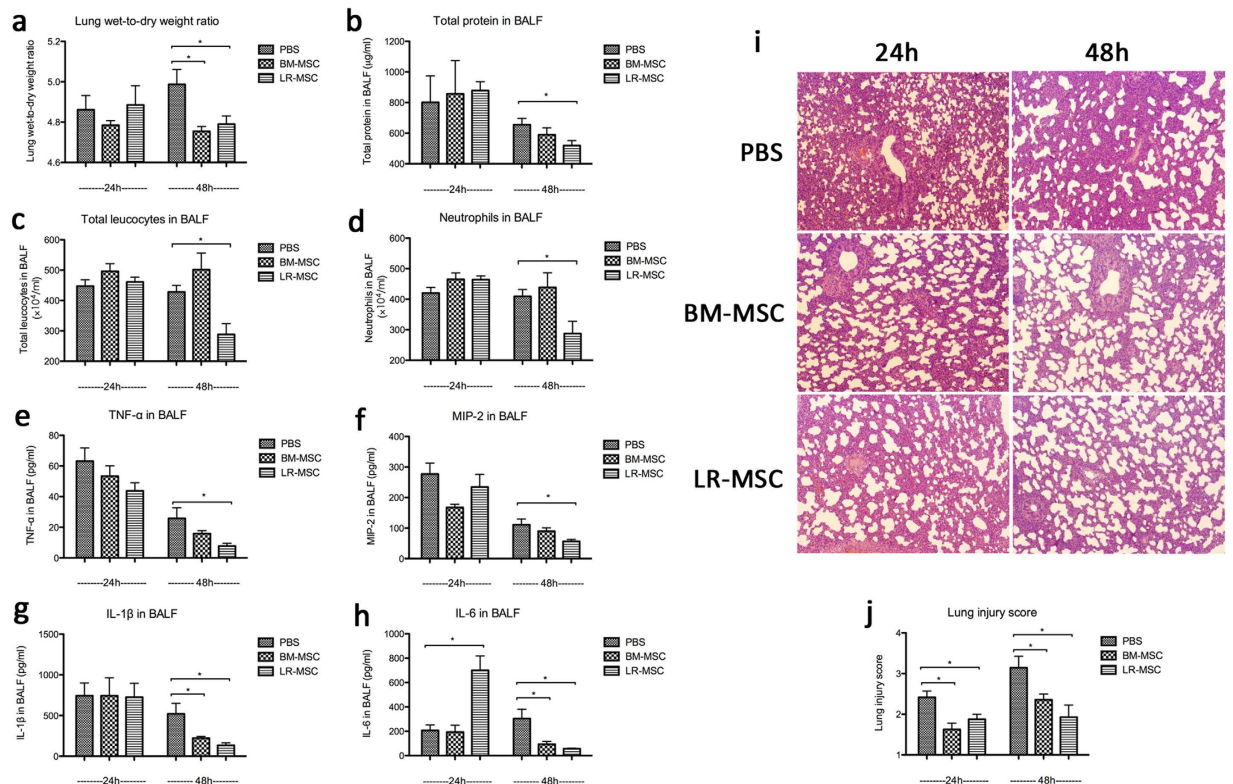 a
Lung wet-to-dry weight ratio
Lung wet-to-dry weight ratio
5.2
5.0
4.8
4.6
* *
PBS
BM-MSC
LR-MSC
--------24h-------- -------- 48h--------
b
Total protein in BALF
Total protein in BALF (μg/ml)
1200
1000
800
600
400
*
PBS
BM-MSC
LR-MSC
--------24h-------- -------- 48h--------
c
Total leucocytes in BALF
Total leucocytes in BALF
(×10^4/ml)
600
500
400
300
200
*
PBS
BM-MSC
LR-MSC
--------24h-------- -------- 48h--------
d
Neutrophils in BALF
Neutrophils in BALF
(×10^4/ml)
600
500
400
300
200
*
PBS
BM-MSC
LR-MSC
--------24h-------- -------- 48h--------
e
TNF-α in BALF
TNF-α in BALF (pg/ml)
80
60
40
20
0
*
PBS
BM-MSC
LR-MSC
--------24h-------- -------- 48h--------
f
MIP-2 in BALF
MIP-2 in BALF (pg/ml)
400
300
200
100
0
*
PBS
BM-MSC
LR-MSC
--------24h-------- -------- 48h--------
g
IL-1β in BALF
IL-1β in BALF (pg/ml)
1500
1000
500
0
* *
PBS
BM-MSC
LR-MSC
--------24h-------- -------- 48h--------
h
IL-6 in BALF
IL-6 in BALF (pg/ml)
1000
800
600
400
200
0
* * *
PBS
BM-MSC
LR-MSC
--------24h-------- -------- 48h--------
i
24h 48h
PBS
BM-MSC
LR-MSC
j
Lung injury score
Lung injury score
4
3
2
1
* * * *
PBS
BM-MSC
LR-MSC
--------24h-------- -------- 48h--------